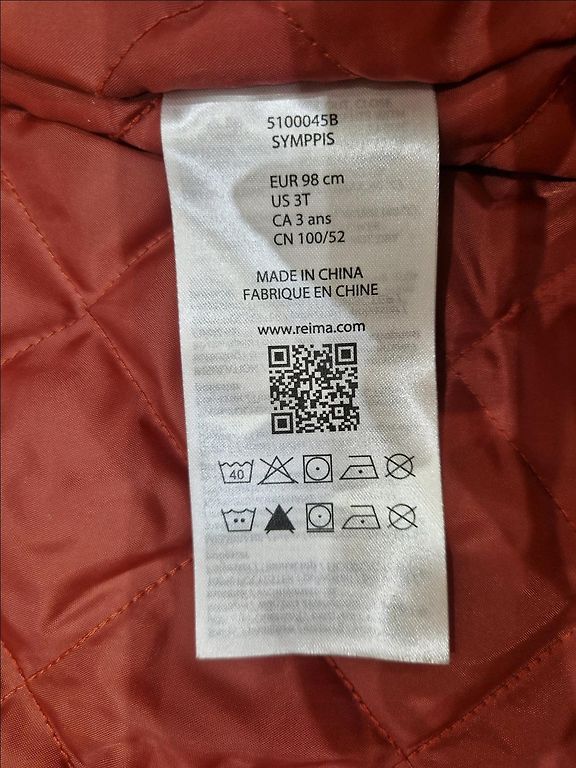 5100045B
SYMPPIS
EUR 98 cm
US 3T
CA 3 ans
CN 100/52
MADE IN CHINA
FABRIQUE EN CHINE
www.reima.com
40